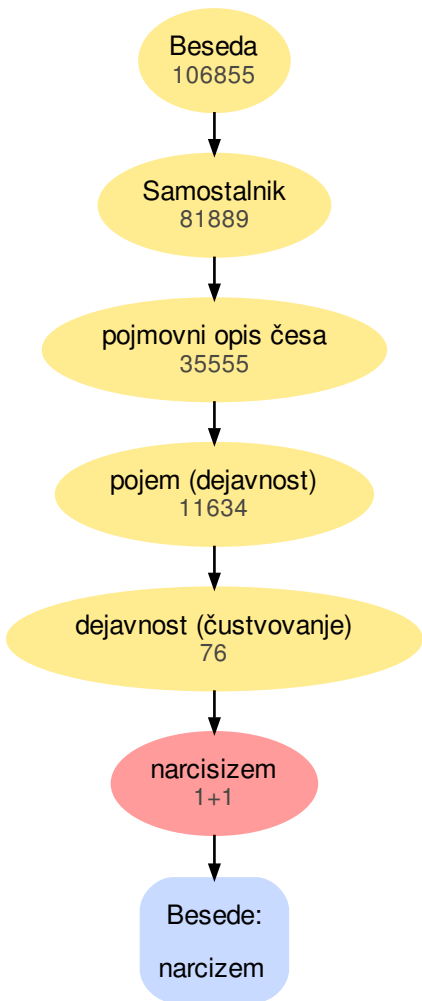 Beseda
106855
Samostalnik
81889
pojmovni opis česa
35555
pojem (dejavnost)
11634
dejavnost (čustvovanje)
76
narcisizem
1+1
Besede:
narcizem